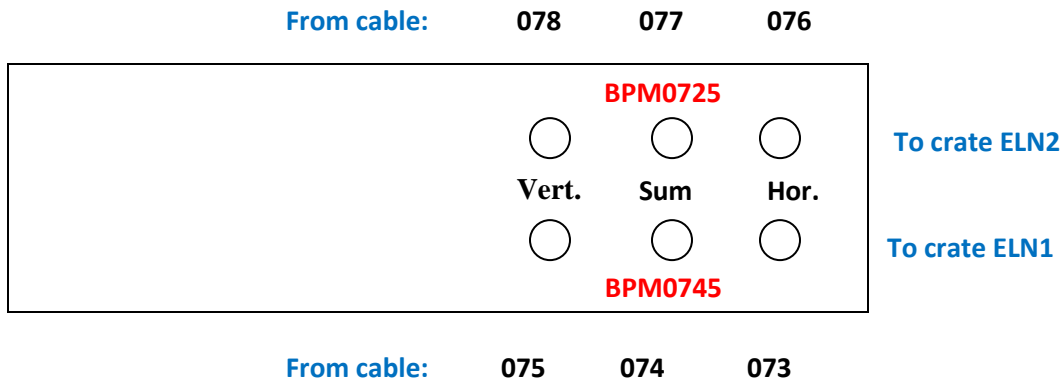 From cable: 078 077 076
BPM0725
To crate ELN2
Vert. Sum Hor.
To crate ELN1
BPM0745
From cable: 075 074 073